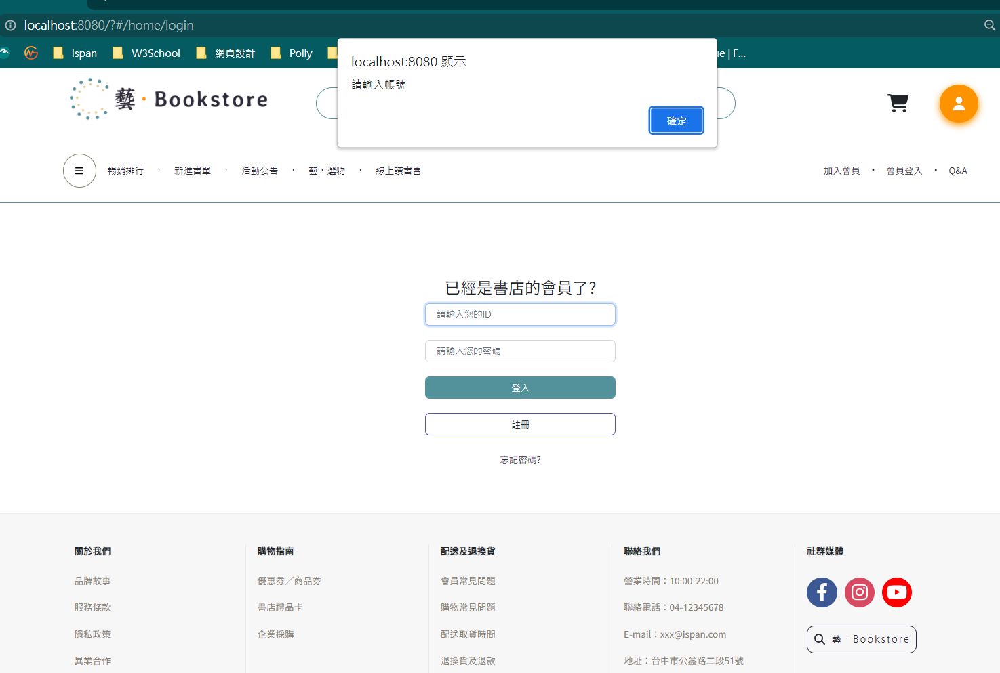 localhost:8080/?#/home/login
Ispan W3School 網頁設計 Polly ue | F...
localhost:8080 顯示
請輸入帳號
確定
藝·Bookstore
暢銷排行 · 新進書單 · 活動公告 · 藝·選物 · 線上讀書會
加入會員 · 會員登入 · Q&A
已經是書店的會員了?
請輸入您的ID
請輸入您的密碼
登入
註冊
忘記密碼?
關於我們
品牌故事
服務條款
隱私政策
異業合作
購物指南
優惠券／商品券
書店禮品卡
企業採購
配送及退換貨
會員常見問題
購物常見問題
配送取貨時間
退換貨及退款
聯絡我們
營業時間：10:00-22:00
聯絡電話：04-12345678
E-mail：xxx@ispan.com
地址：台中市公益路二段51號
社群媒體
藝·Bookstore